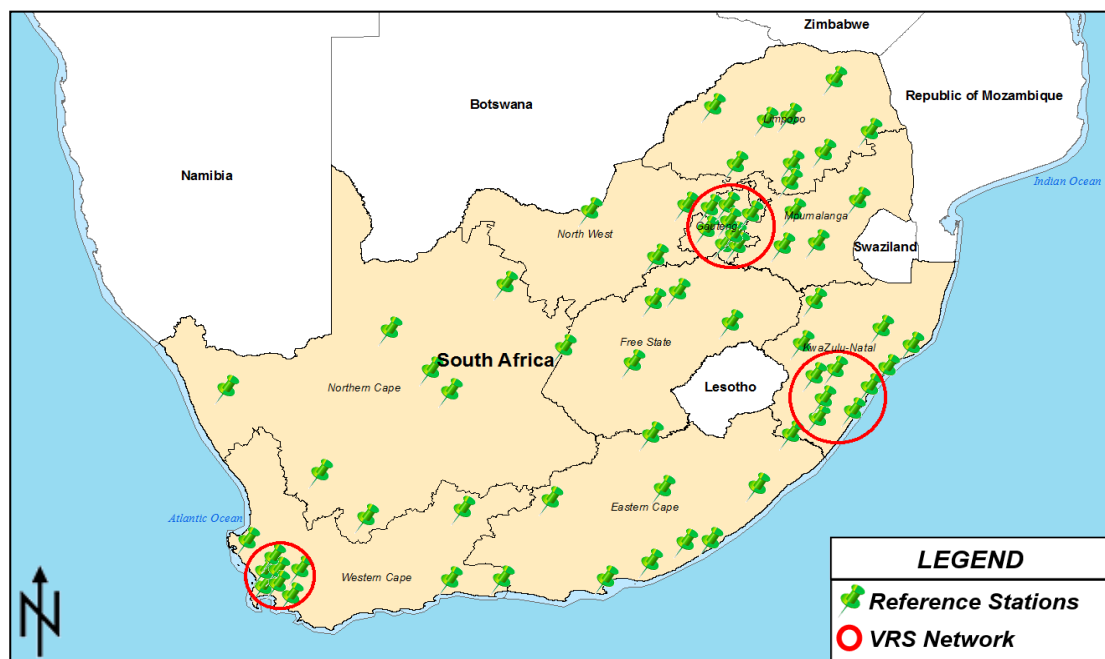 Zimbabwe
Botswana
Republic of Mozambique
Limpopo
Namibia
Indian Ocean
Mpumalanga
Gauteng
North West
Swaziland
Free State
KwaZulu-Natal
South Africa
Northern Cape
Lesotho
Eastern Cape
Atlantic Ocean
Western Cape
N
LEGEND
Reference Stations
VRS Network